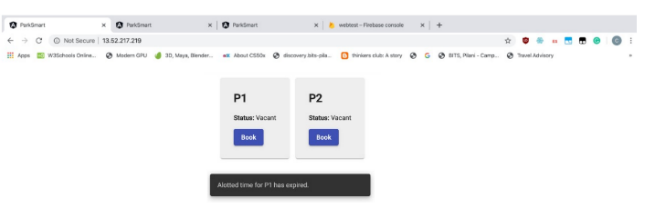 ParkSmart
ParkSmart
ParkSmart
webtest - Firebase console
Not Secure 13.52.217.219
Apps
W3Schools Online...
Modern GPU
3D, Maya, Blender...
About CSSDs
discovery.bits-pila...
thinkers club: A story
G
BITS, Pilani - Camp...
Travel Advisory
P1
Status: Vacant
Book
P2
Status: Vacant
Book
Alotted time for P1 has expired.